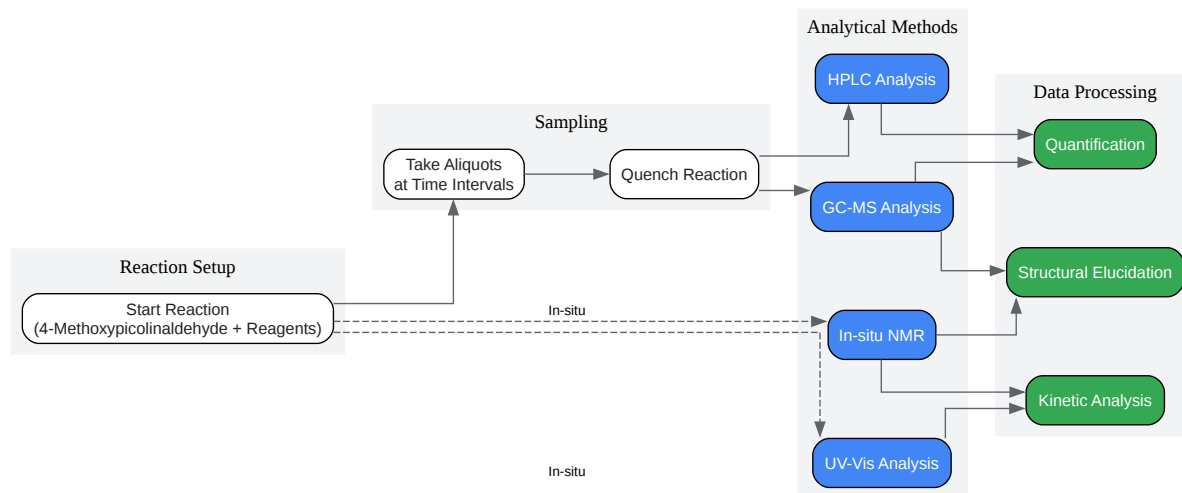 Reaction Setup
Start Reaction
(4-Methoxypicolinaldehyde + Reagents)
Sampling
Take Aliquots
at Time Intervals
Quench Reaction
In-situ
In-situ
Analytical Methods
HPLC Analysis
GC-MS Analysis
In-situ NMR
UV-Vis Analysis
Data Processing
Quantification
Structural Elucidation
Kinetic Analysis